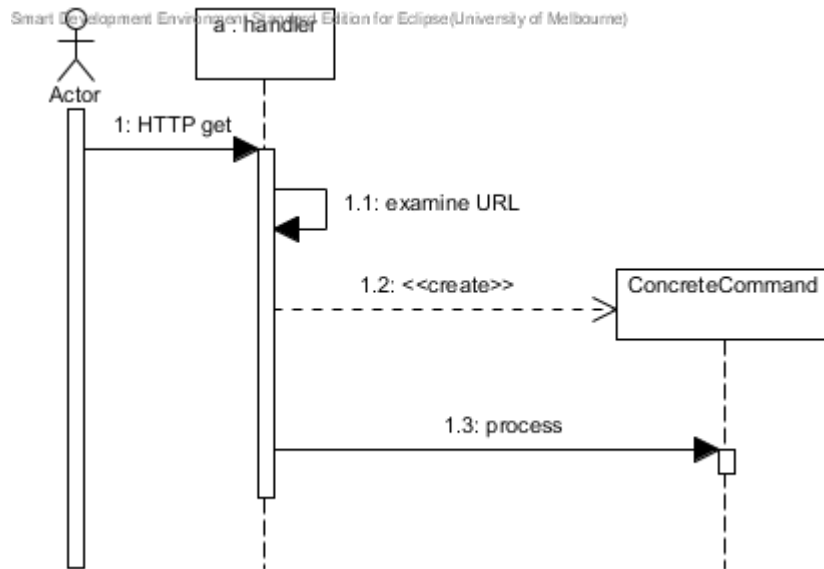 Smart Development Environment Standard Edition for Eclipse(University of Melbourne)
a : handler
Actor
1: HTTP get
1.1: examine URL
1.2: <<create>>
ConcreteCommand
1.3: process